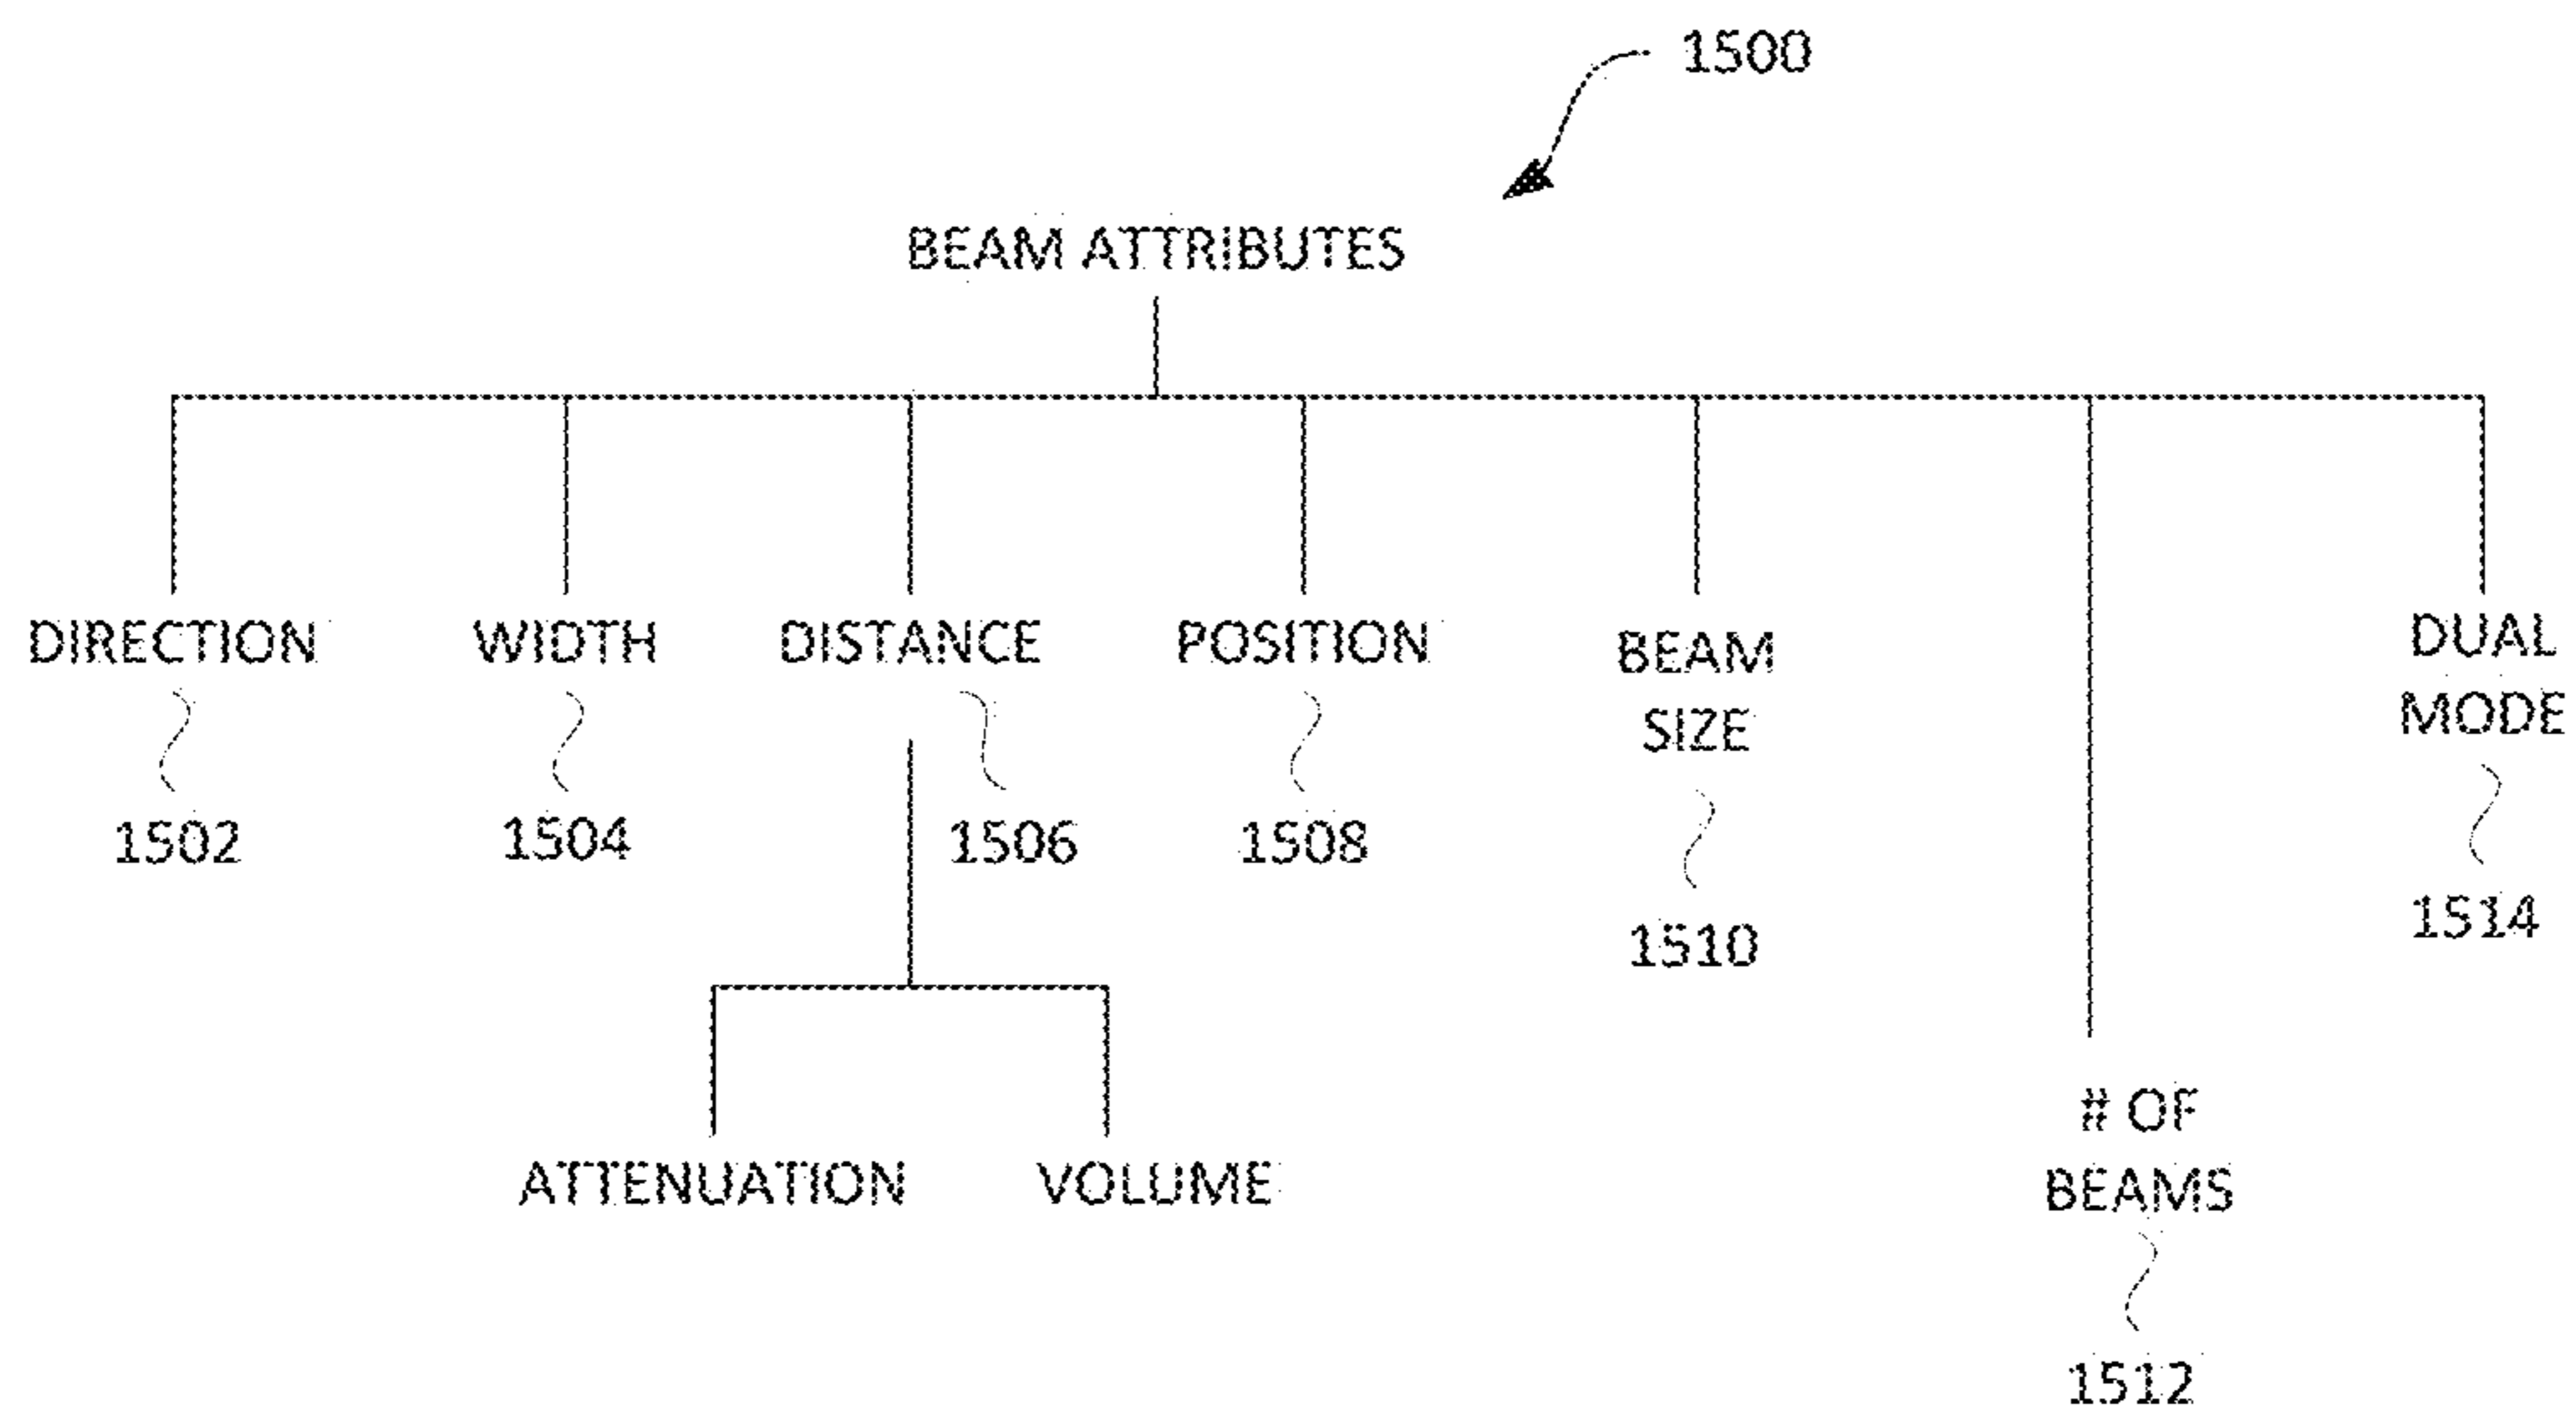 1500
BEAM ATTRIBUTES
DIRECTION
1502
WIDTH
1504
DISTANCE
1506
POSITION
1508
BEAM
SIZE
1510
DUAL
MODE
1514
ATTENUATION
VOLUME
# OF
BEAMS
1512